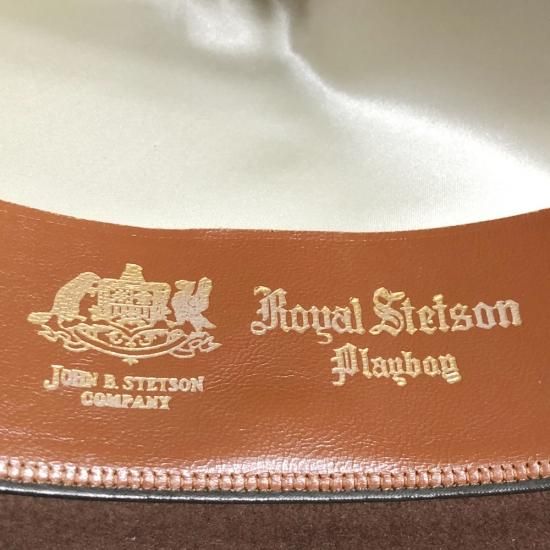 JOHN B. STETSON
COMPANY
Royal Stetson
Playboy